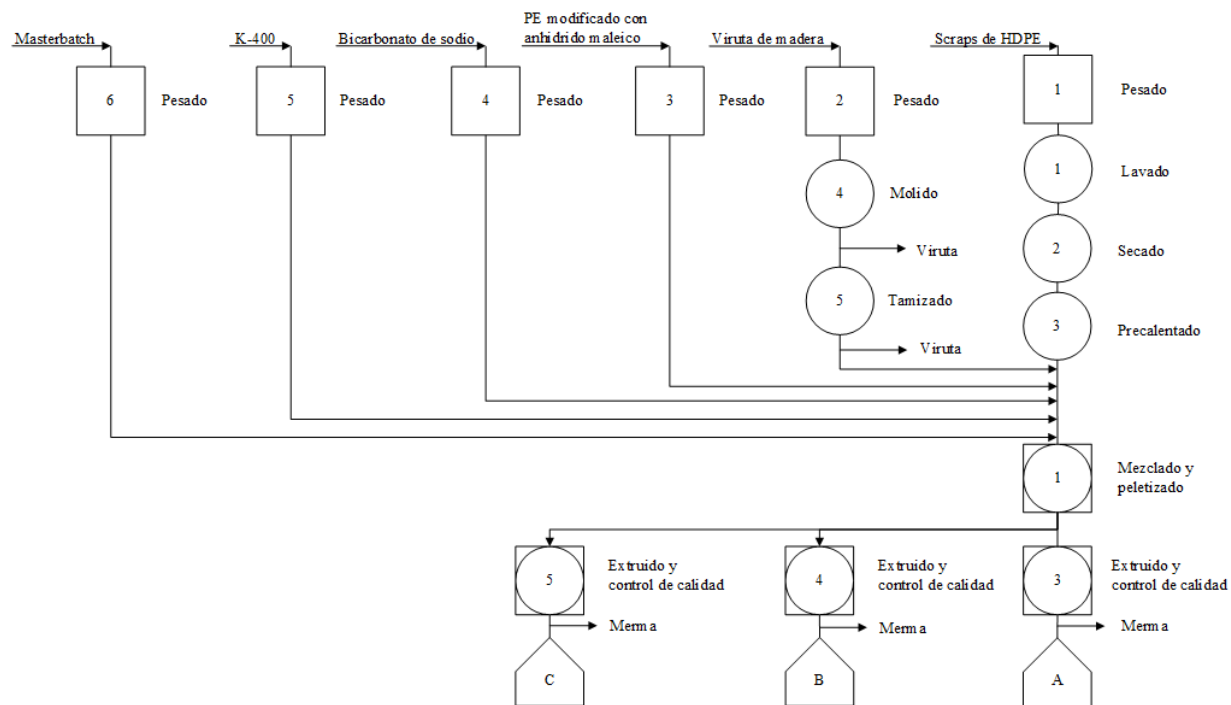 PE modificado con
Masterbatch
K-400
Bicarbonato de sodio
anhidrido maleico
Viruta de madera
Scraps de HDPE
6
Pesado
5
Pesado
4
Pesado
3
Pesado
2
Pesado
1
Pesado
4
Molido
1
Lavado
Viruta
2
Secado
5
Tamizado
3
Precalentado
Viruta
1
Mezclado y
peletizado
5
Extruido y
control de calidad
4
Extruido y
control de calidad
3
Extruido y
control de calidad
Merma
Merma
Merma
C
B
A